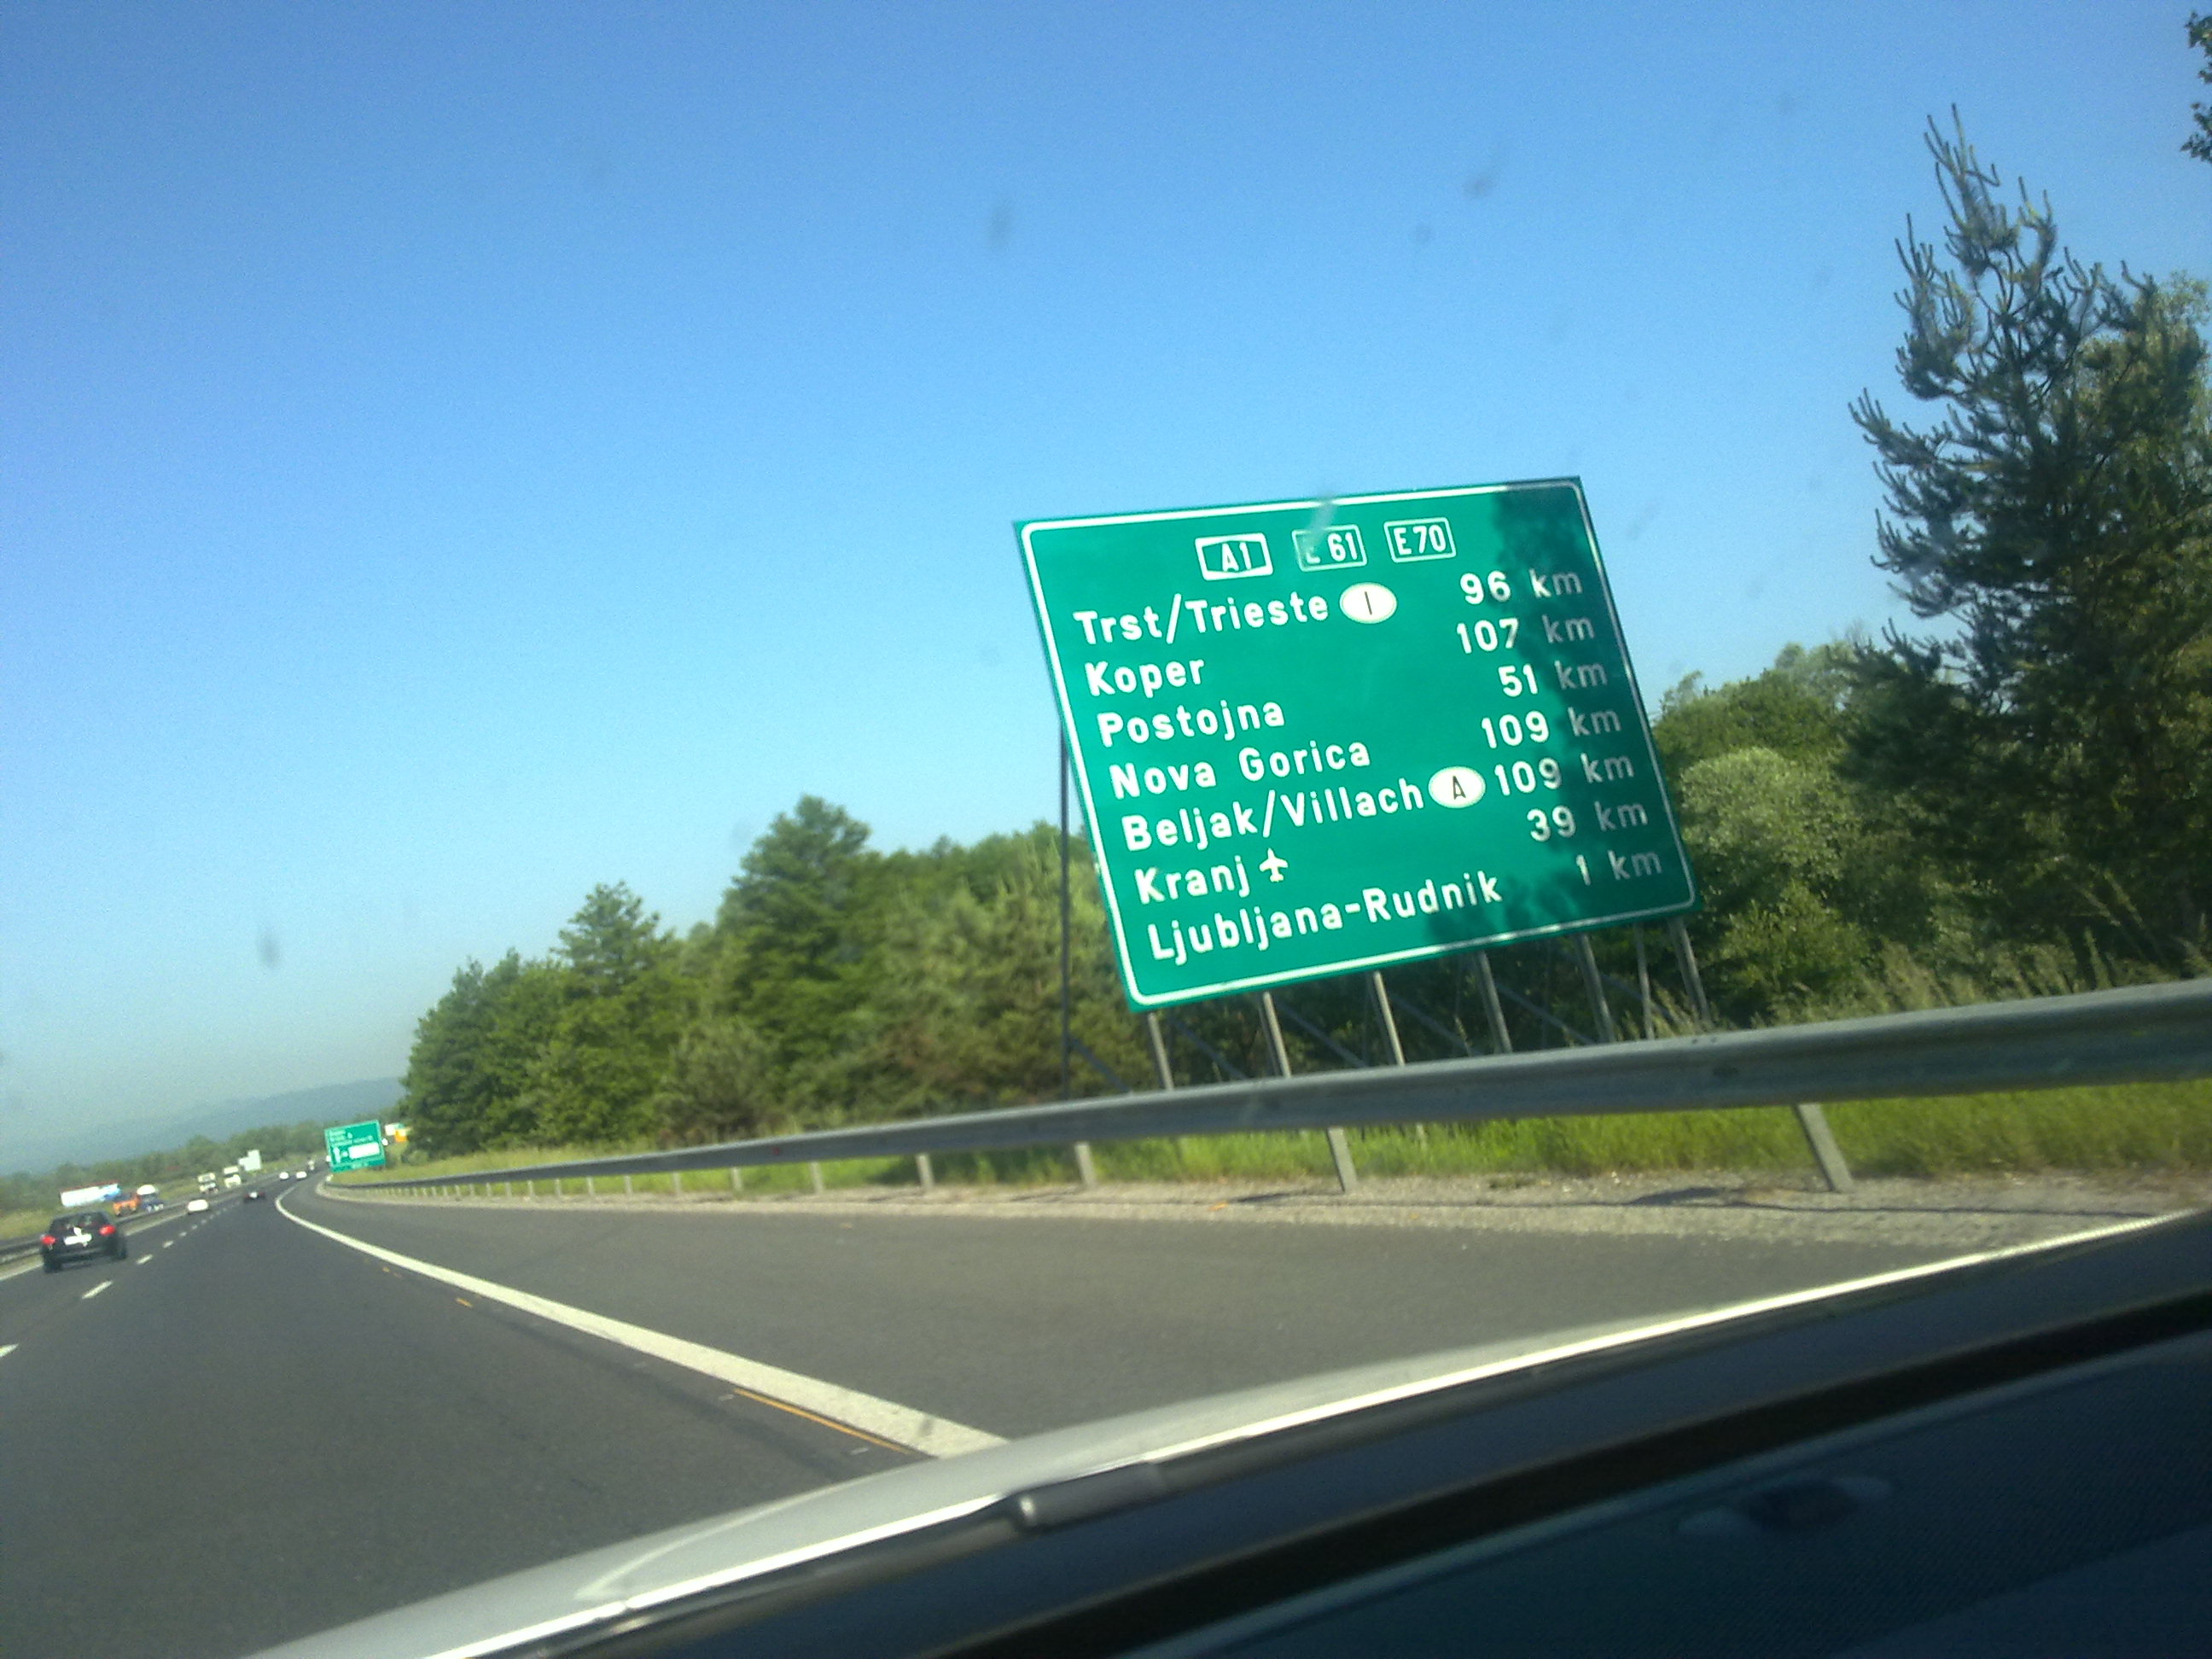 A1 E 61 E70
Trst/Trieste I 96 km
Koper 107 km
Postojna 51 km
Nova Gorica 109 km
Beljak/Villach A 109 km
Kranj 39 km
Ljubljana-Rudnik 1 km